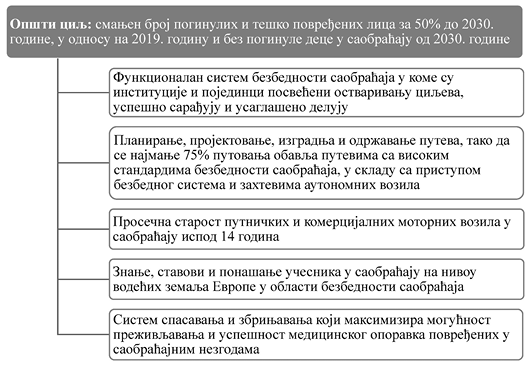 Општи циљ: смањен број погинулих и тешко повређених лица за 50% до 2030.
године, у односу на 2019. годину и без погинуле деце у саобраћају од 2030. године
Функционалан систем безбедности саобраћаја у коме су
институције и појединци посвећени остваривању циљева,
успешно сарађују и усаглашено делују
Планирање, пројектовање, изградња и одржавање путева, тако да
се најмање 75% путовања обавља путевима са високим
стандардима безбедности саобраћаја, у складу са приступом
безбедног система и захтевима аутономних возила
Просечна старост путничких и комерцијалних моторних возила у
саобраћају испод 14 година
Знање, ставови и понашање учесника у саобраћају на нивоу
водећих земаља Европе у области безбедности саобраћаја
Систем спасавања и збрињавања који максимизира могућност
преживљавања и успешност медицинског опоравка повређених у
саобраћајним незгодама